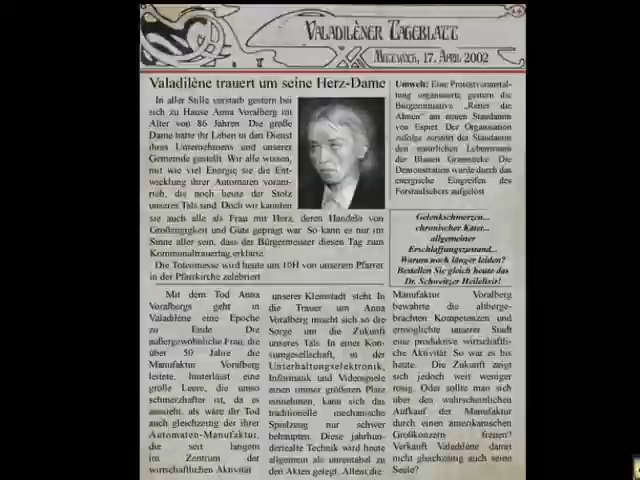 VALADILÈNER TAGEBLATT
MITTWOCH, 17. APRIL 2002
Valadilène trauert um seine Herz-Dame
In aller Stille verstarb gestern bei
sich zu Hause Anna Voralberg im
Alter von 86 Jahren. Die große
Dame hatte ihr Leben in den Dienst
ihres Unternehmens und unserer
Gemeinde gestellt. Wir alle wissen,
mit wie viel Energie sie die Ent-
wicklung ihrer Automaten voran-
trieb, die noch heute der Stolz
unseres Tals sind. Doch wir kannten
sie auch alle als Frau mit Herz, deren Handeln von
Großzügigkeit und Güte geprägt war. So kann es nur im
Sinne aller sein, dass der Bürgermeister diesen Tag zum
Kommunaltrauertag erklärte.
Die Totenmesse wird heute um 10H von unserem Pfarrer
in der Pfarrkirche zelebriert.
Umwelt: Eine Protestveranstal-
tung organisierte gestern die
Bürgerinitiative „Rettet die
Almen" am neuen Staudamm
von Espiet. Der Organisation
zufolge zerstört der Staudamm
den natürlichen Lebensraum
der Blauen Die
Demonstration wurde durch das
energische Eingreifen des
Forstaufsehers aufgelöst.
Gelenkschmerzen...
chronischer Kater...
allgemeiner
Erschlaffungszustand...
Warum noch länger leiden?
Bestellen Sie gleich heute das
Dr. Schweitzer Heilelixir!
Mit dem Tod Anna
Voralbergs geht in
Valadilène eine Epoche
zu Ende. Die
außergewöhnliche Frau, die
über 50 Jahre die
Manufaktur Voralberg
leitete, hinterlässt eine
große Leere, die umso
schmerzhafter ist, da es
aussieht, als wäre ihr Tod
auch gleichzeitig der ihrer
Automaten-Manufaktur,
die seit langem
im Zentrum der
wirtschaftlichen Aktivität
unserer Kleinstadt steht. In
die Trauer um Anna
Voralberg mischt sich so die
Sorge um die Zukunft
unseres Tals. In einer Kon-
sumgesellschaft, in der
Unterhaltungselektronik,
Informatik und Videospiele
einen immer größeren Platz
einnehmen, kann sich das
traditionelle mechanische
Spielzeug nur schwer
behaupten. Diese jahrhun-
dertealte Technik wird heute
allgemein als unrentabel zu
den Akten gelegt. Allein die
Manufaktur Voralberg
bewahrte die altherge-
brachten Kompetenzen und
ermöglichte unserer Stadt
eine produktive wirtschaftli-
che Aktivität. So war es bis
heute. Die Zukunft zeigt
sich jedoch weit weniger
rosig. Oder sollte man sich
über den wahrscheinlichen
Aufkauf der Manufaktur
durch einen amerikanischen
Großkonzern freuen?
Verkauft Valadilène damit
nicht gleichzeitig auch seine
Seele?